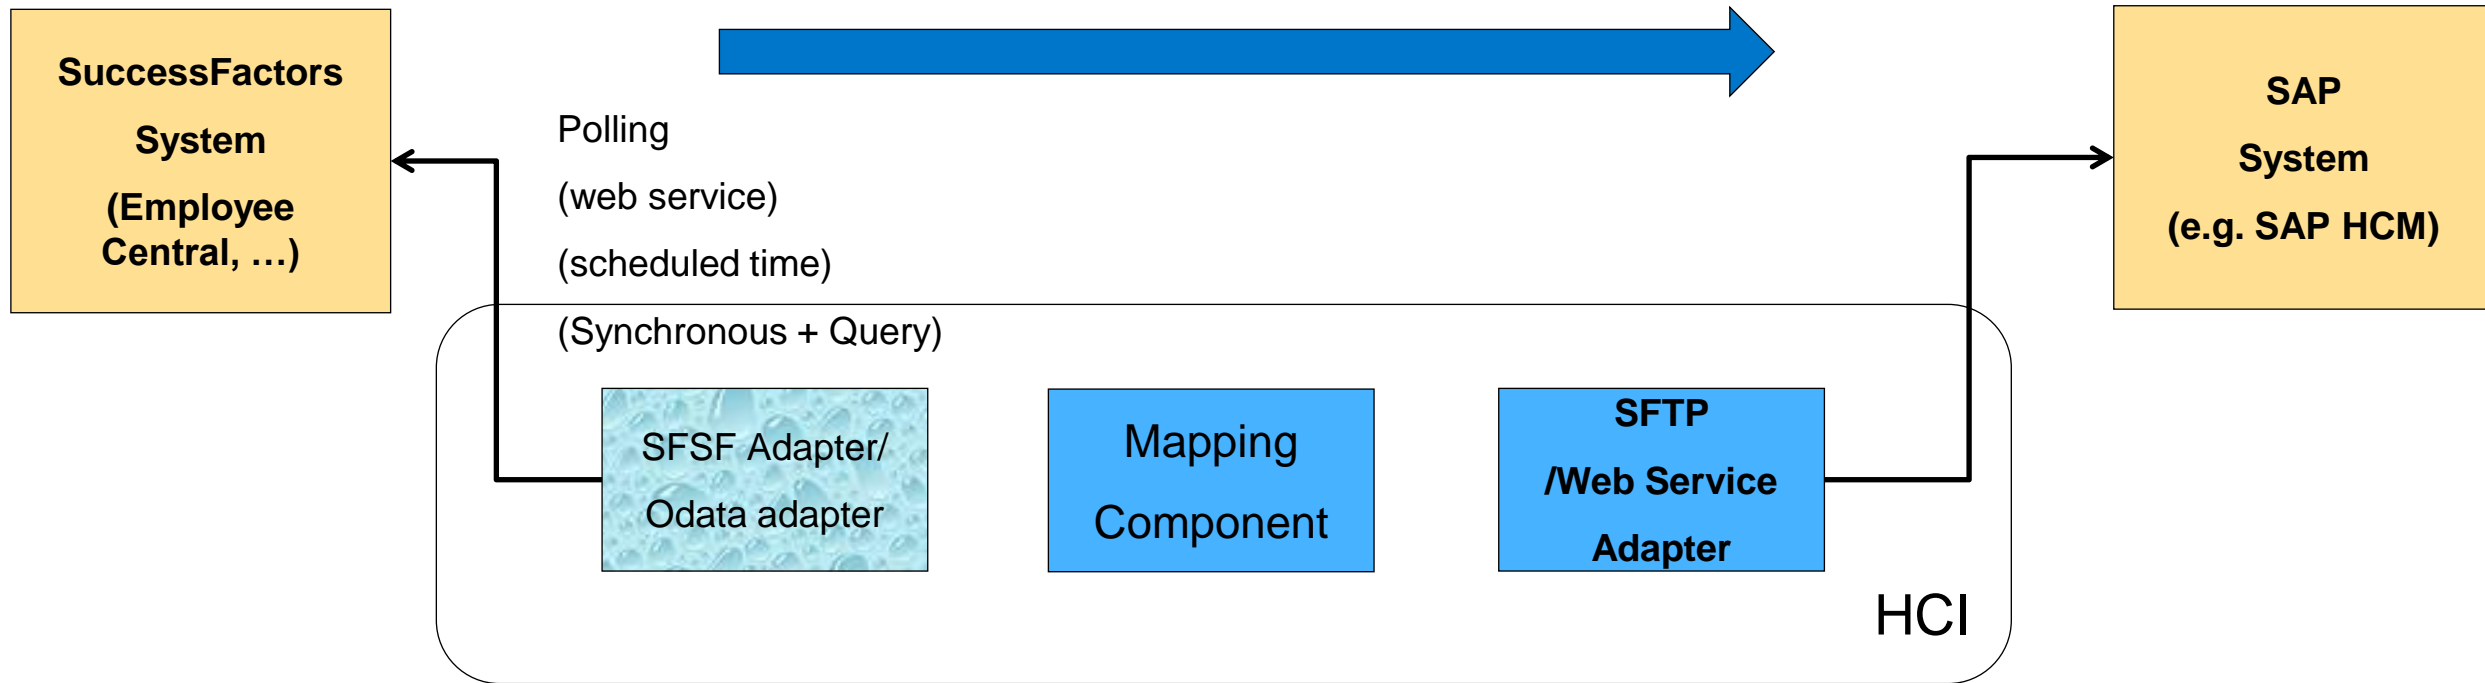 SuccessFactors
System
(Employee
Central, …)
Polling
(web service)
(scheduled time)
(Synchronous + Query)
SAP
System
(e.g. SAP HCM)
SFSF Adapter/
Odata adapter
Mapping
Component
SFTP
/Web Service
Adapter
HCI